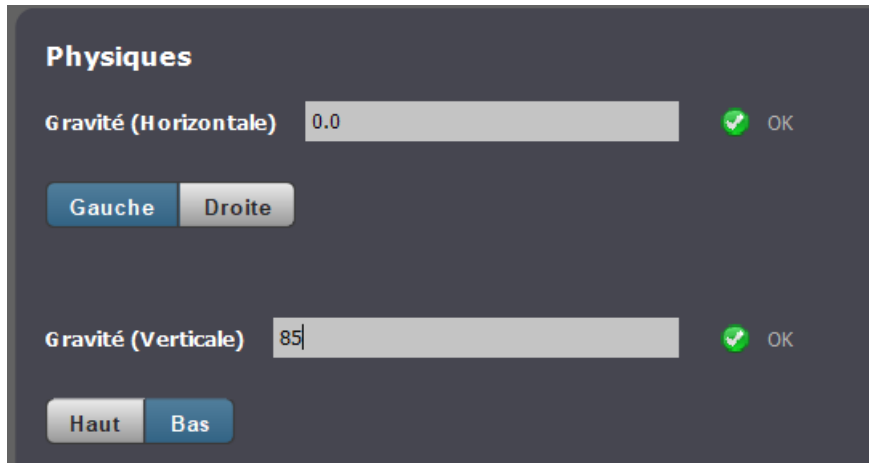 Physiques
Gravité (Horizontale) 0.0 OK
Gauche Droite
Gravité (Verticale) 85 OK
Haut Bas